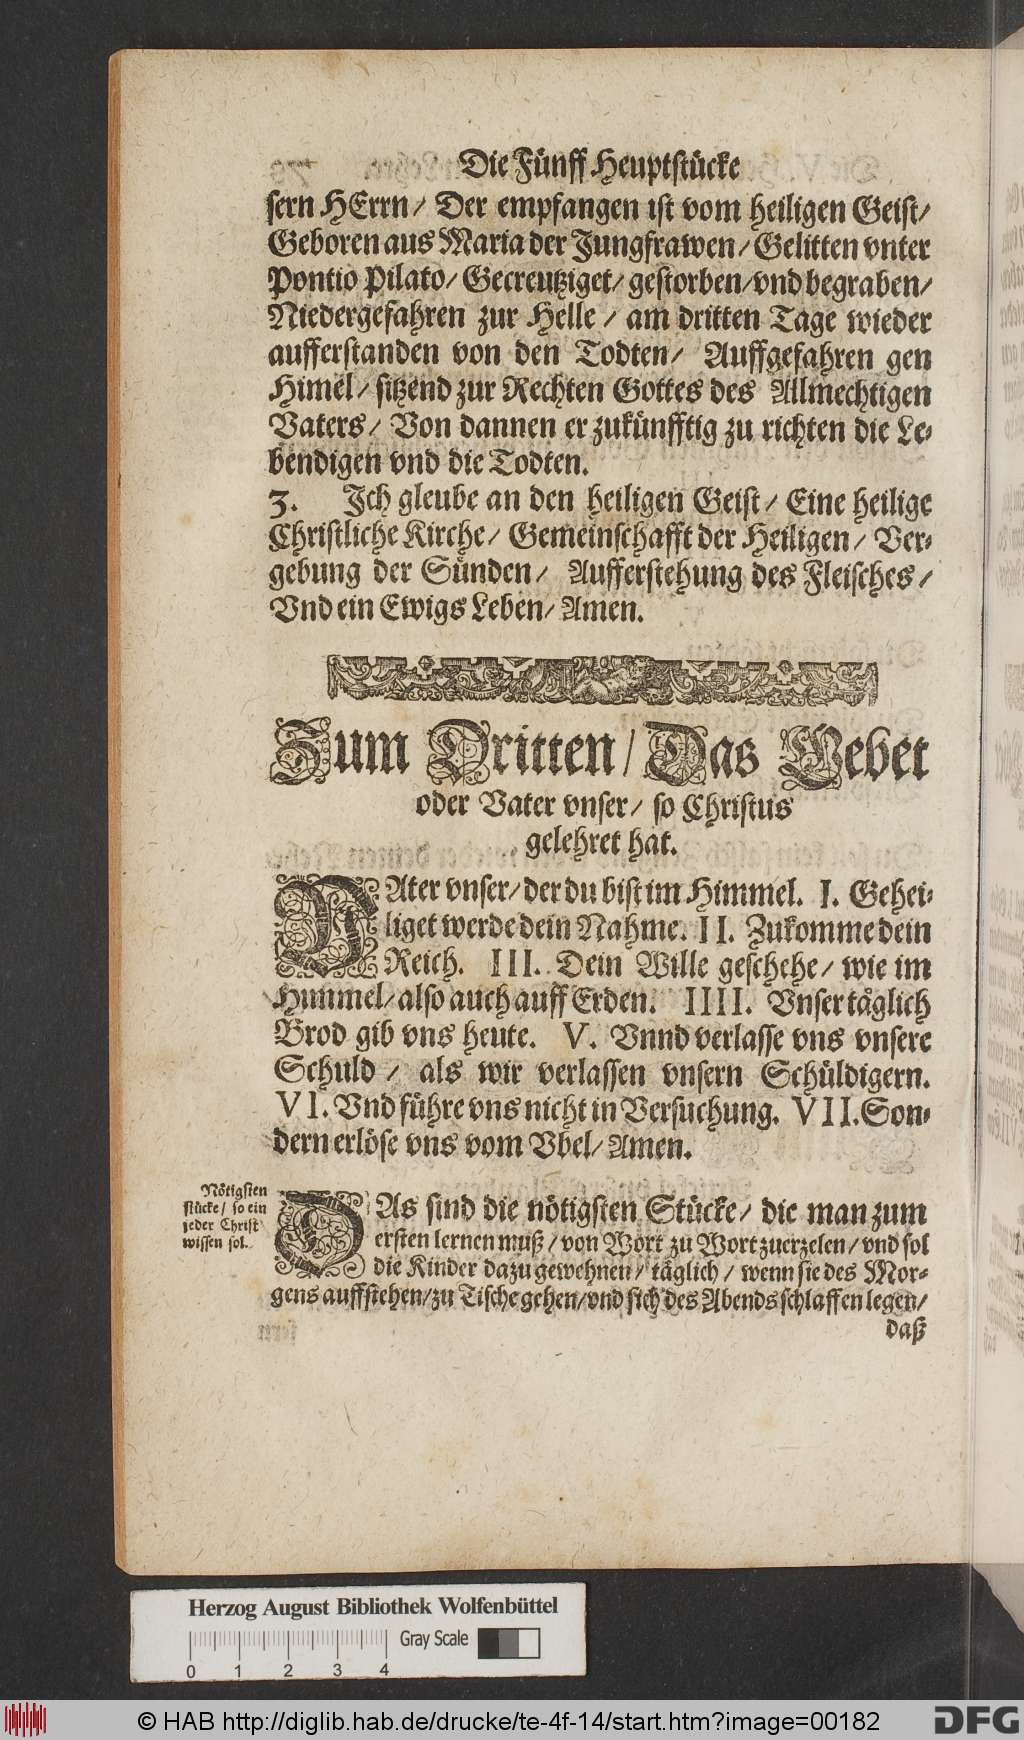 Die Fünff Heuptstücke
sern HErrn/ Der empfangen ist vom heiligen Geist/
Geboren aus Maria der Jungfrawen/ Gelitten vnter
Pontio Pilato/ Gecreutziget/ gestorben/ vnd begraben/
Niedergefahren zur Helle/ am dritten Tage wieder
aufferstanden von den Todten/ Auffgefahren gen
Himēl/ sitzend zur Rechten Gottes des Allmechtigen
Vaters/ Von dannen er zukünfftig zu richten die Le-
bendigen vnd die Todten.
3. Ich gleube an den heiligen Geist/ Eine heilige
Christliche Kirche/ Gemeinschafft der Heiligen/ Ver-
gebung der Sünden/ Aufferstehung des Fleisches/
Vnd ein Ewigs Leben/ Amen.
Zum Dritten/ Das Gebet
oder Vater vnser/ so Christus
gelehret hat.
VAter vnser/ der du bist im Himmel. I. Gehei-
liget werde dein Nahme. II. Zukomme dein
Reich. III. Dein Wille geschehe/ wie im
Himmel/ also auch auff Erden. IIII. Vnser täglich
Brod gib vns heute. V. Vnnd verlasse vns vnsere
Schuld/ als wir verlassen vnsern Schüldigern.
VI. Vnd führe vns nicht in Versuchung. VII. Son-
dern erlöse vns vom Vbel/ Amen.
Nötigsten
stücke/ so ein
jeder Christ
wissen sol.
DAs sind die nötigsten Stücke/ die man zum
ersten lernen muß/ von Wort zu Wort zuerzelen/ vnd sol
die Kinder dazu gewehnen/ täglich/ wenn sie des Mor-
gens auffstehen/ zu Tische gehen/ vnd sich des Abends schlaffen legen/
daß
Herzog August Bibliothek Wolfenbüttel
Gray Scale
0 1 2 3 4
© HAB http://diglib.hab.de/drucke/te-4f-14/start.htm?image=00182
DFG